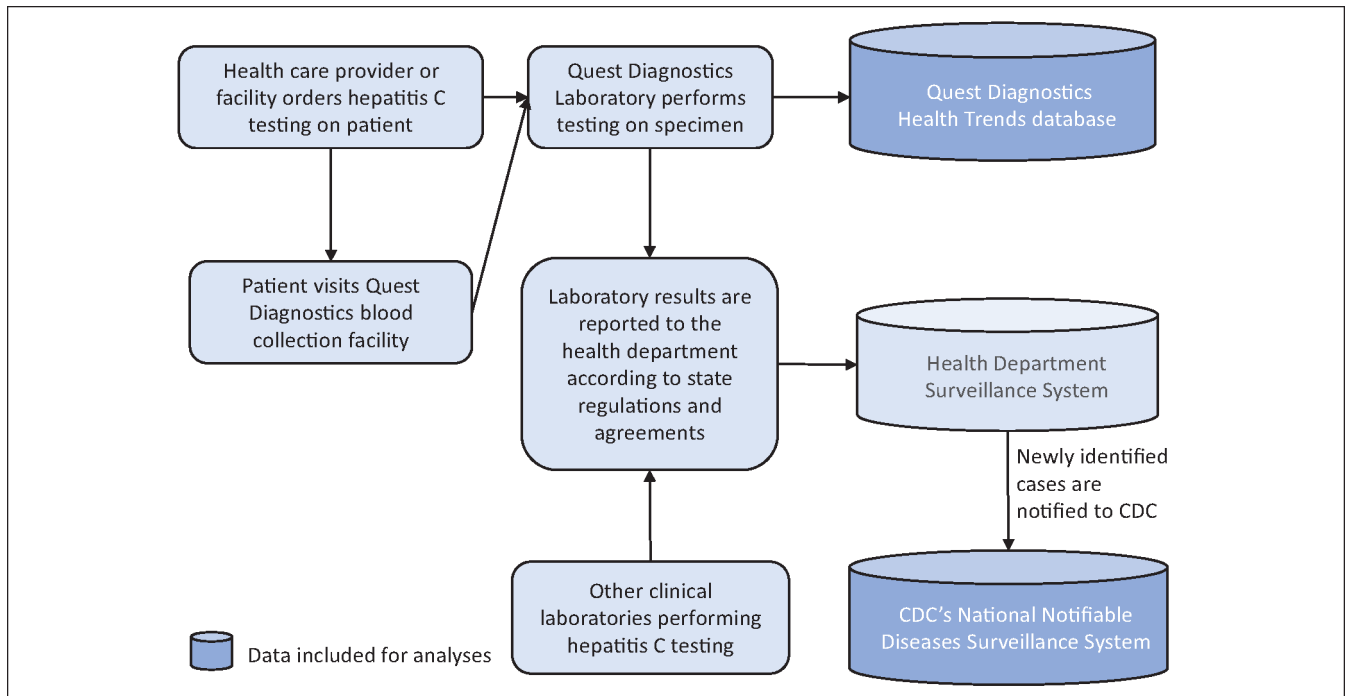 Health care provider or
facility orders hepatitis C
testing on patient
Quest Diagnostics
Laboratory performs
testing on specimen
Quest Diagnostics
Health Trends database
Patient visits Quest
Diagnostics blood
collection facility
Laboratory results are
reported to the
health department
according to state
regulations and
agreements
Health Department
Surveillance System
Newly identified
cases are
notified to CDC
Other clinical
laboratories performing
hepatitis C testing
CDC’s National Notifiable
Diseases Surveillance System
Data included for analyses